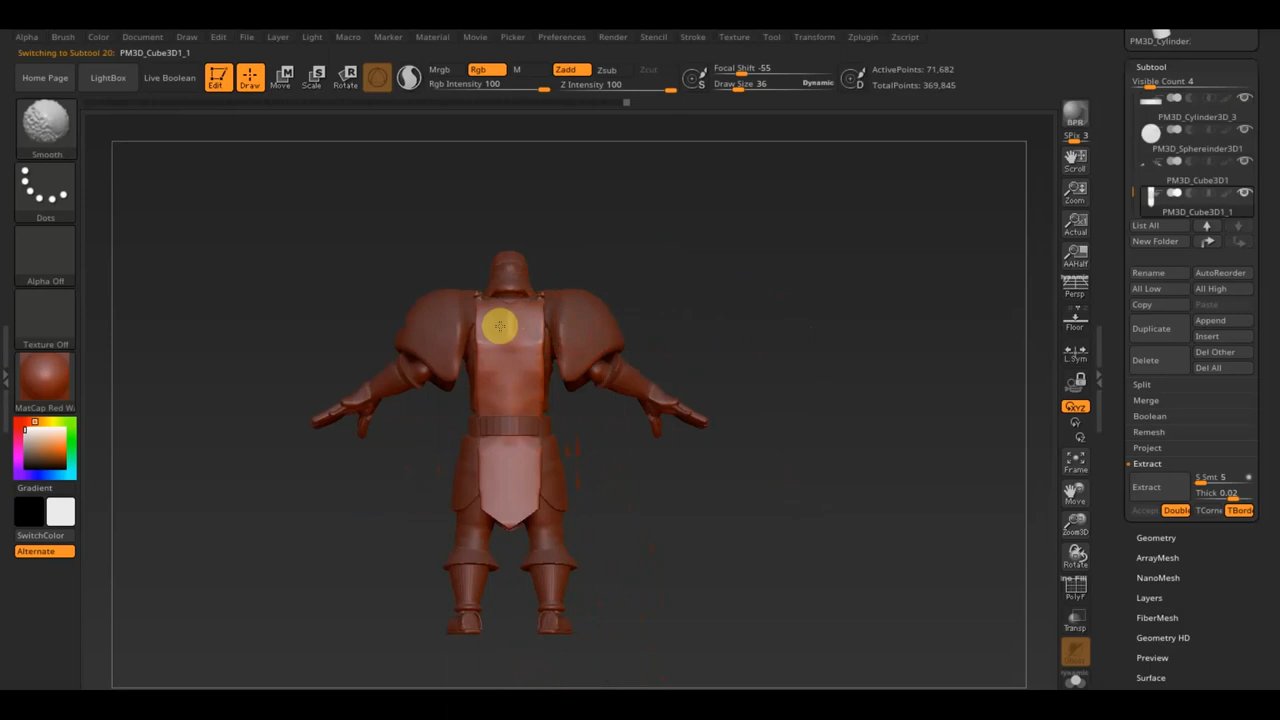 Alpha Brush Color Document Draw Edit File Layer Light Macro Marker Material Movie Picker Preferences Render Stencil Stroke Texture Tool Transform Zplugin Zscript
Switching to Subtool 20: PM3D_Cube3D1_1
Home Page LightBox Live Boolean Edit Draw Move Scale Rotate
Mrgb Rgb M Zadd Zsub Zcut
Rgb Intensity 100 Z Intensity 100
S Focal Shift -55
Draw Size 36 Dynamic
D ActivePoints: 71,682
TotalPoints: 369,845
Smooth
Dots
Alpha Off
Texture Off
MatCap Red W
Gradient
SwitchColor
Alternate
BPR
SPix 3
Scroll
Zoom
Actual
AAHalf
Dynamic
Persp
Floor
L.Sym
XYZ
Y
Z
Frame
Move
Zoom3D
Rotate
PolyF
Transp
PM3D_Cylinder:
Subtool
Visible Count 4
PM3D_Cylinder3D_3
PM3D_Sphereinder3D1
PM3D_Cube3D1
PM3D_Cube3D1_1
List All
New Folder
Rename AutoReorder
All Low All High
Copy Paste
Duplicate Append
Insert
Delete Del Other
Del All
Split
Merge
Boolean
Remesh
Project
Extract
Extract S Smt 5
Thick 0.02
Accept Double TCorne TBorde
Geometry
ArrayMesh
NanoMesh
Layers
FiberMesh
Geometry HD
Preview
Surface